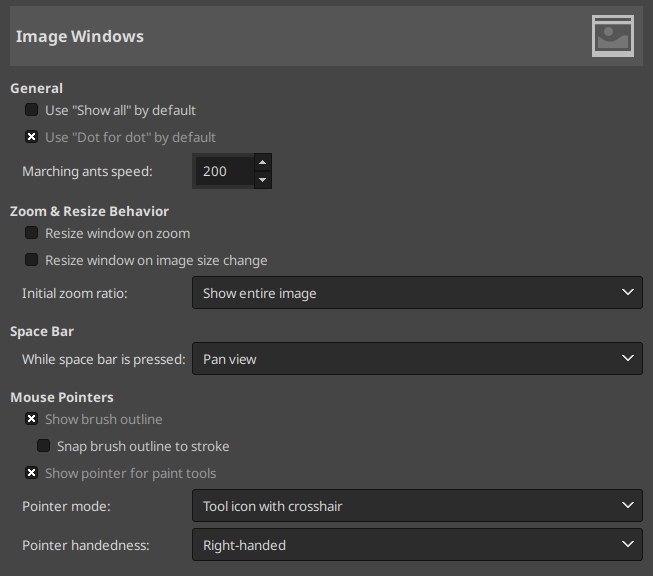 Image Windows
General
Use "Show all" by default
Use "Dot for dot" by default
Marching ants speed: 200
Zoom & Resize Behavior
Resize window on zoom
Resize window on image size change
Initial zoom ratio: Show entire image
Space Bar
While space bar is pressed: Pan view
Mouse Pointers
Show brush outline
Snap brush outline to stroke
Show pointer for paint tools
Pointer mode: Tool icon with crosshair
Pointer handedness: Right-handed